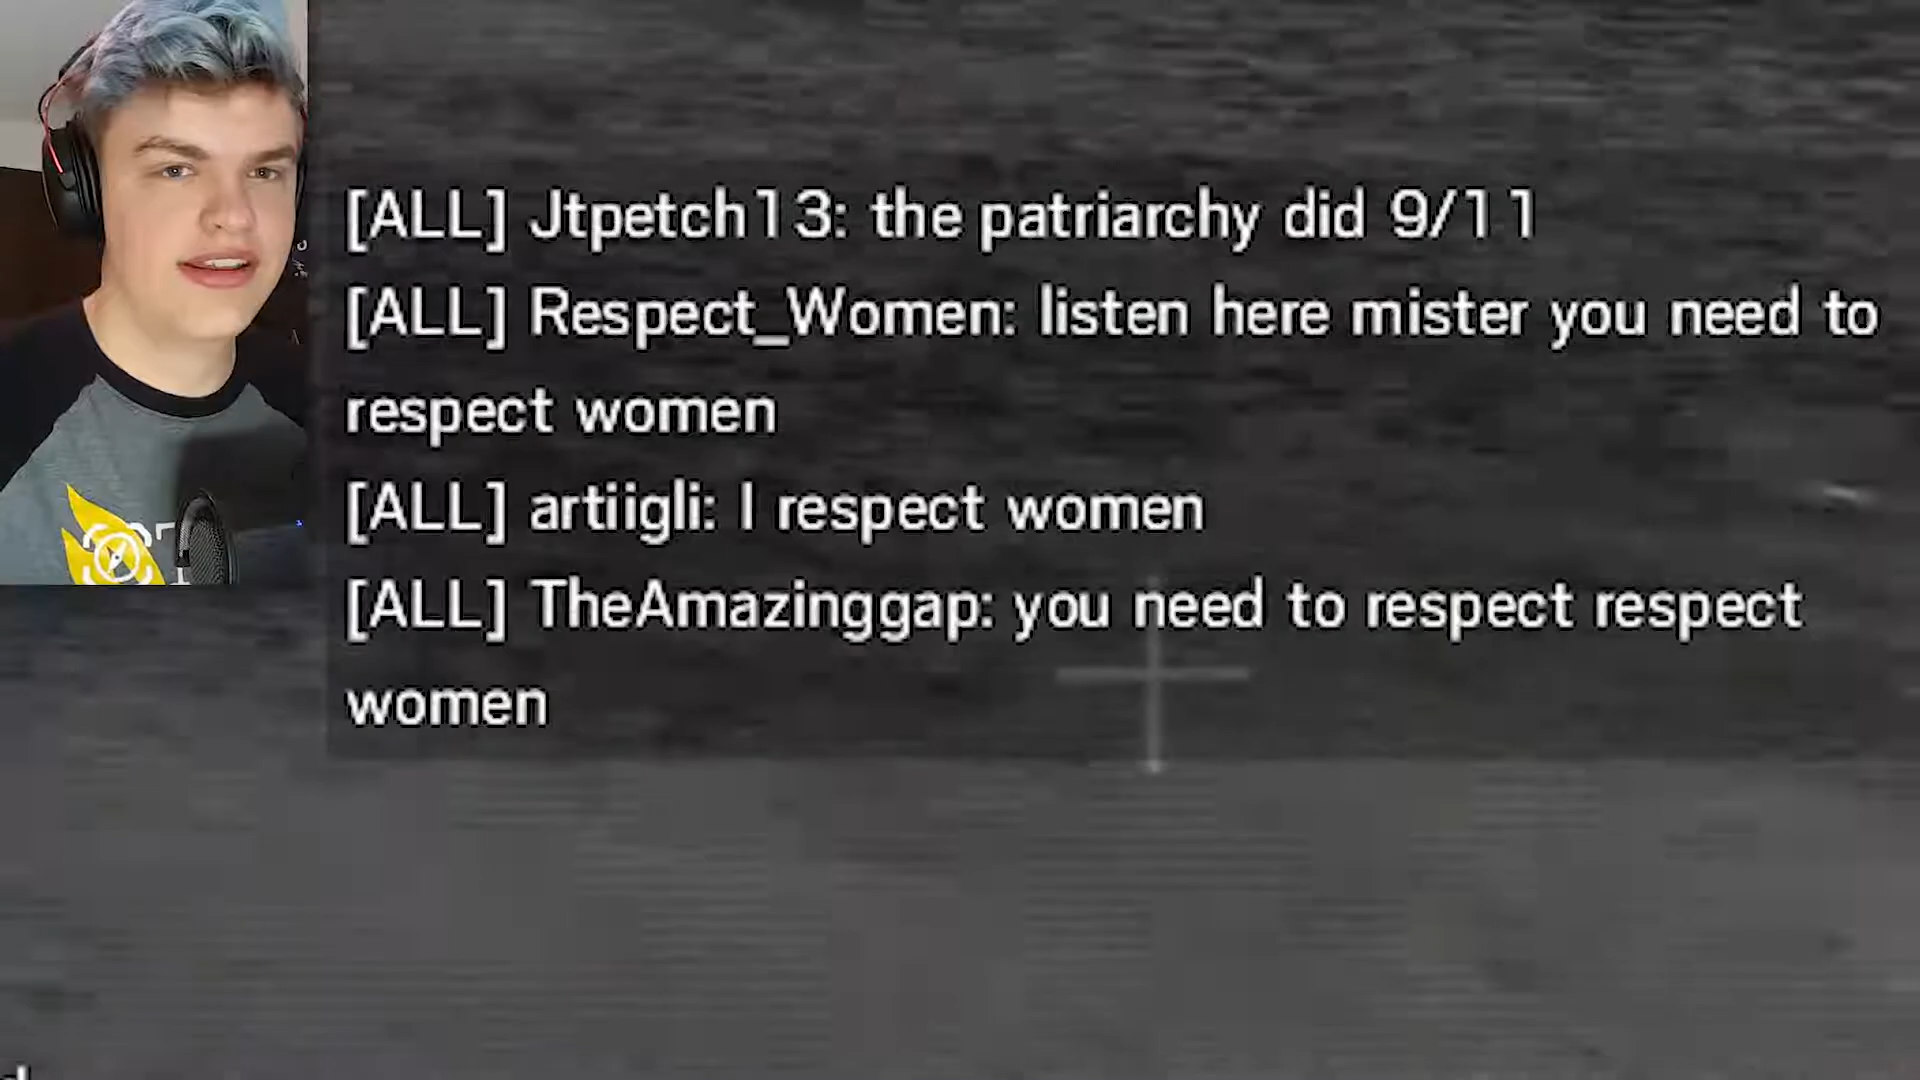 [ALL] Jtpetch13: the patriarchy did 9/11
[ALL] Respect_Women: listen here mister you need to
respect women
[ALL] artiigli: I respect women
[ALL] TheAmazinggap: you need to respect respect
women